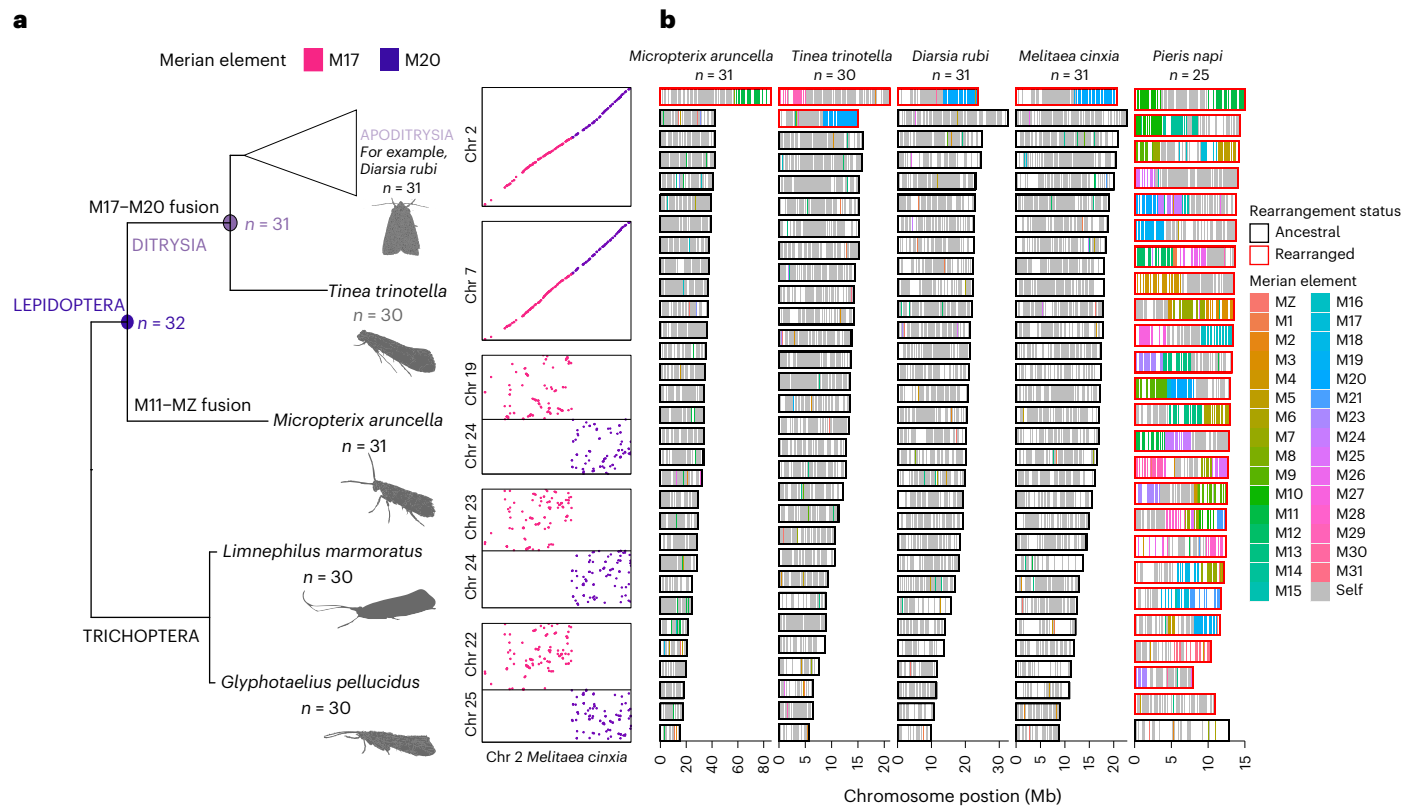 a
Merian element M17 M20
APODITRYSIA
For example,
Diarsia rubi
n = 31
M17–M20 fusion
n = 31
DITRYSIA
Tinea trinotella
n = 30
LEPIDOPTERA
n = 32
M11–MZ fusion
Micropterix aruncella
n = 31
Limnephilus marmoratus
n = 30
TRICHOPTERA
Glyphotaelius pellucidus
n = 30
Chr 2
Chr 7
Chr 19
Chr 24
Chr 23
Chr 24
Chr 22
Chr 25
Chr 2 Melitaea cinxia
b
Micropterix aruncella
n = 31
Tinea trinotella
n = 30
Diarsia rubi
n = 31
Melitaea cinxia
n = 31
Pieris napi
n = 25
0 20 40 60 80
0 5 10 15 20
0 10 20 30
0 5 10 15 20
0 5 10 15
Chromosome postion (Mb)
Rearrangement status
Ancestral
Rearranged
Merian element
MZ M16
M1 M17
M2 M18
M3 M19
M4 M20
M5 M21
M6 M23
M7 M24
M8 M25
M9 M26
M10 M27
M11 M28
M12 M29
M13 M30
M14 M31
M15 Self